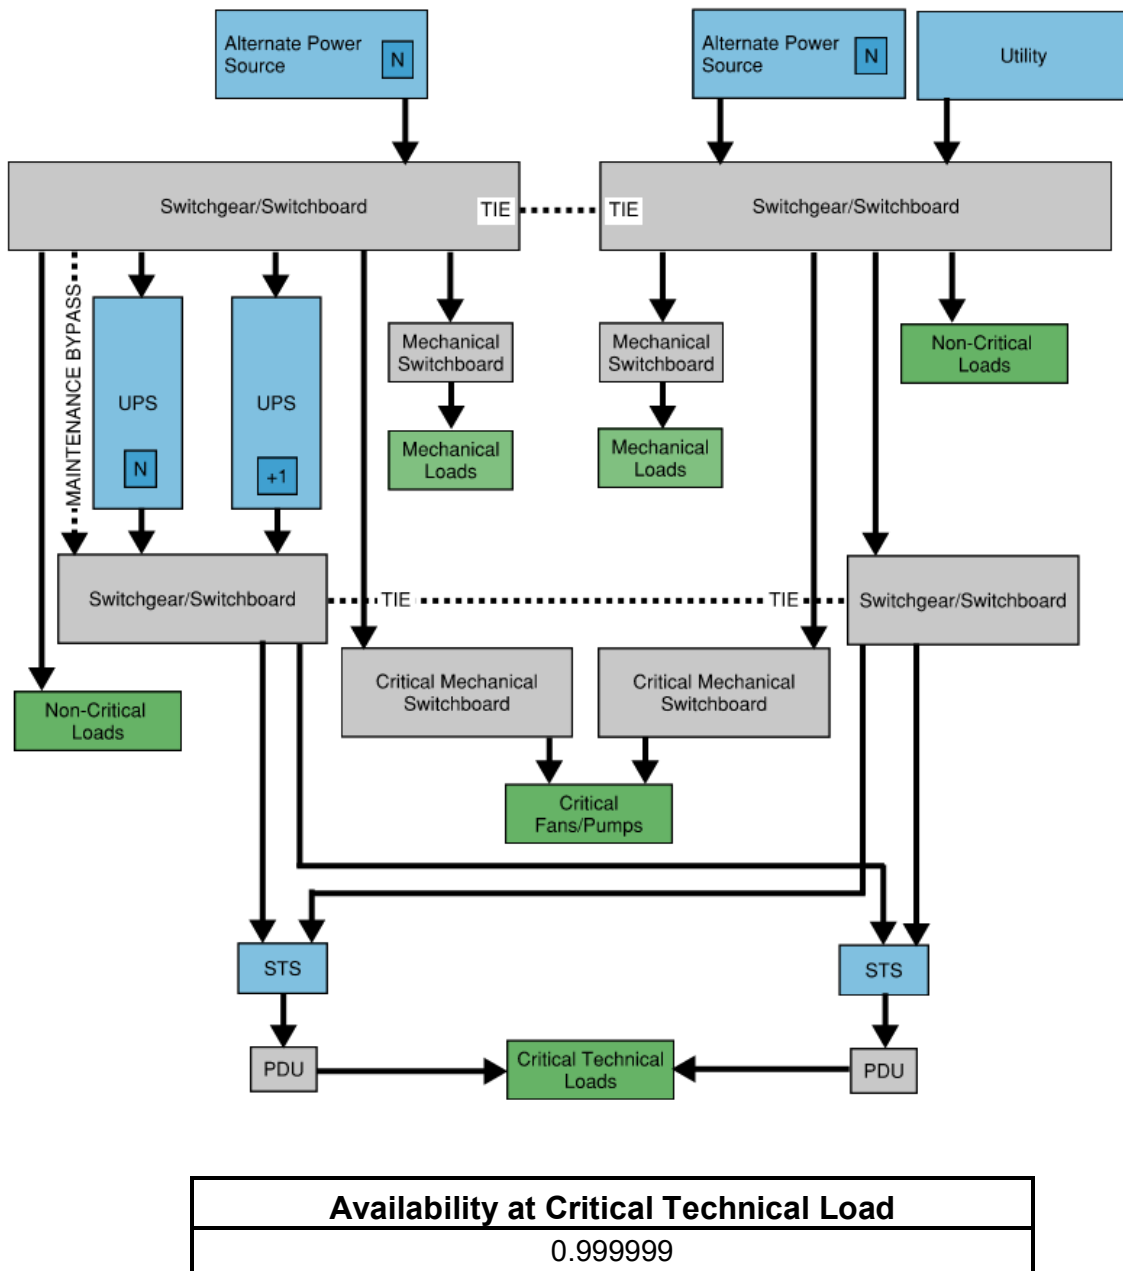 Alternate Power
Source
N
Alternate Power
Source
N
Utility
Switchgear/Switchboard
TIE
TIE
Switchgear/Switchboard
MAINTENANCE BYPASS
UPS
N
UPS
+1
Mechanical
Switchboard
Mechanical
Loads
Mechanical
Switchboard
Mechanical
Loads
Non-Critical
Loads
Switchgear/Switchboard
TIE
TIE
Switchgear/Switchboard
Non-Critical
Loads
Critical Mechanical
Switchboard
Critical Mechanical
Switchboard
Critical
Fans/Pumps
STS
STS
PDU
Critical Technical
Loads
PDU
Availability at Critical Technical Load
0.999999